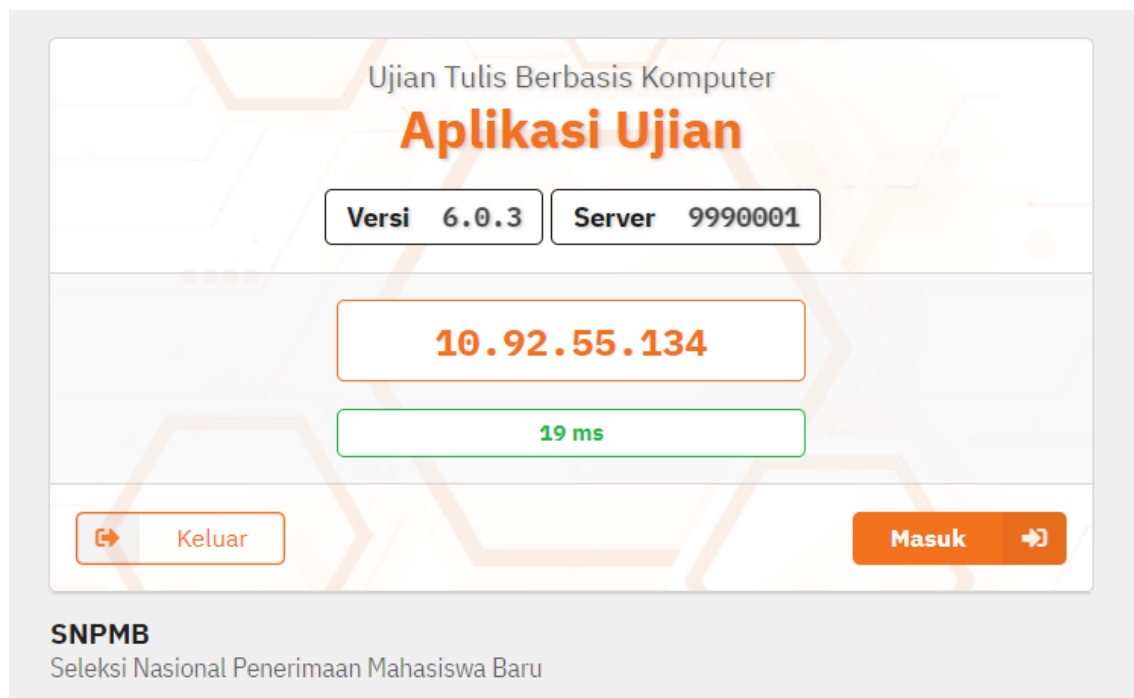 Ujian Tulis Berbasis Komputer
Aplikasi Ujian
Versi 6.0.3 Server 9990001
10.92.55.134
19 ms
Keluar Masuk
SNPMB
Seleksi Nasional Penerimaan Mahasiswa Baru